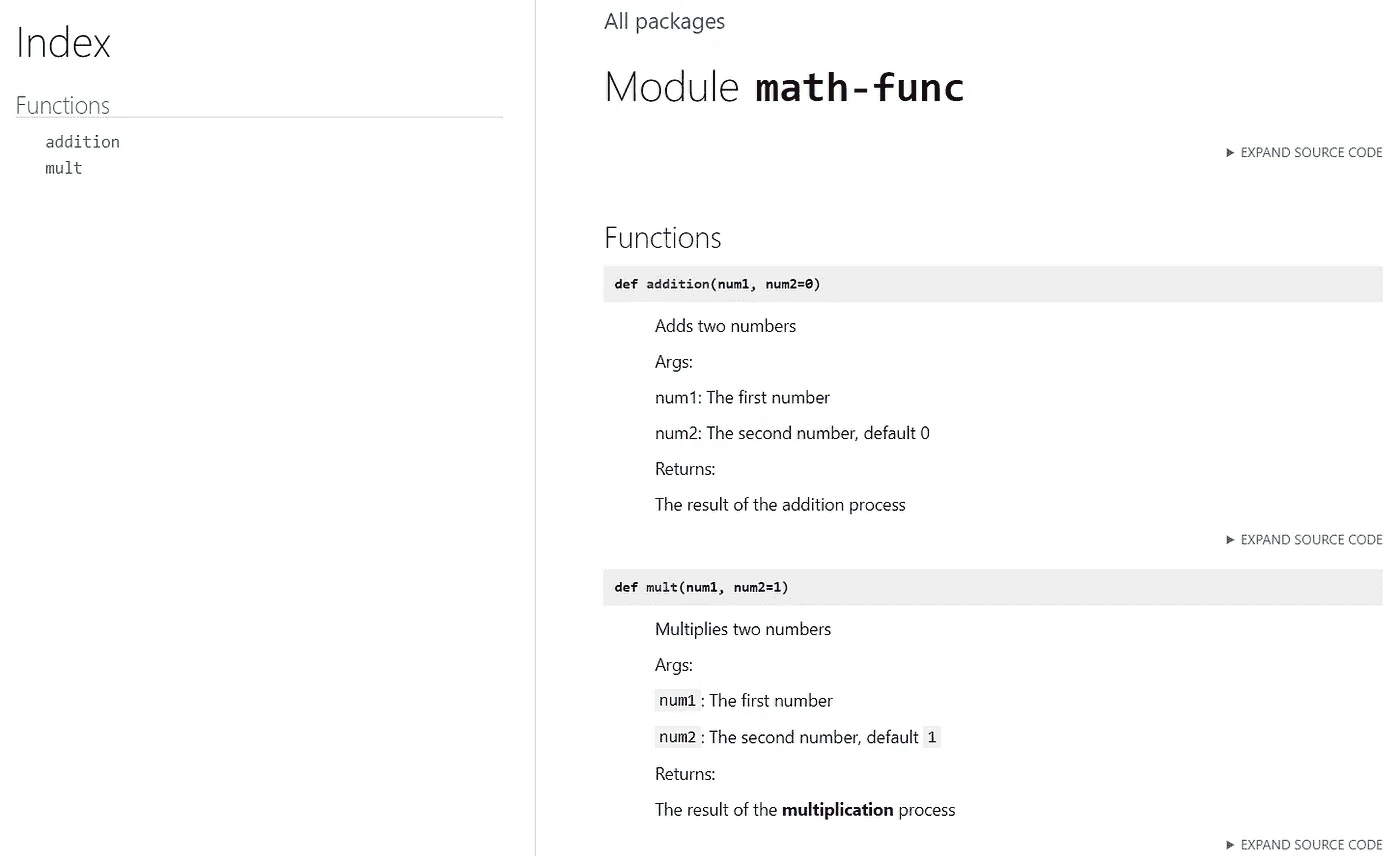 Index
Functions
addition
mult
All packages
Module math-func
▶ EXPAND SOURCE CODE
Functions
def addition(num1, num2=0)
Adds two numbers
Args:
num1: The first number
num2: The second number, default 0
Returns:
The result of the addition process
▶ EXPAND SOURCE CODE
def mult(num1, num2=1)
Multiplies two numbers
Args:
num1 : The first number
num2 : The second number, default 1
Returns:
The result of the multiplication process
▶ EXPAND SOURCE CODE